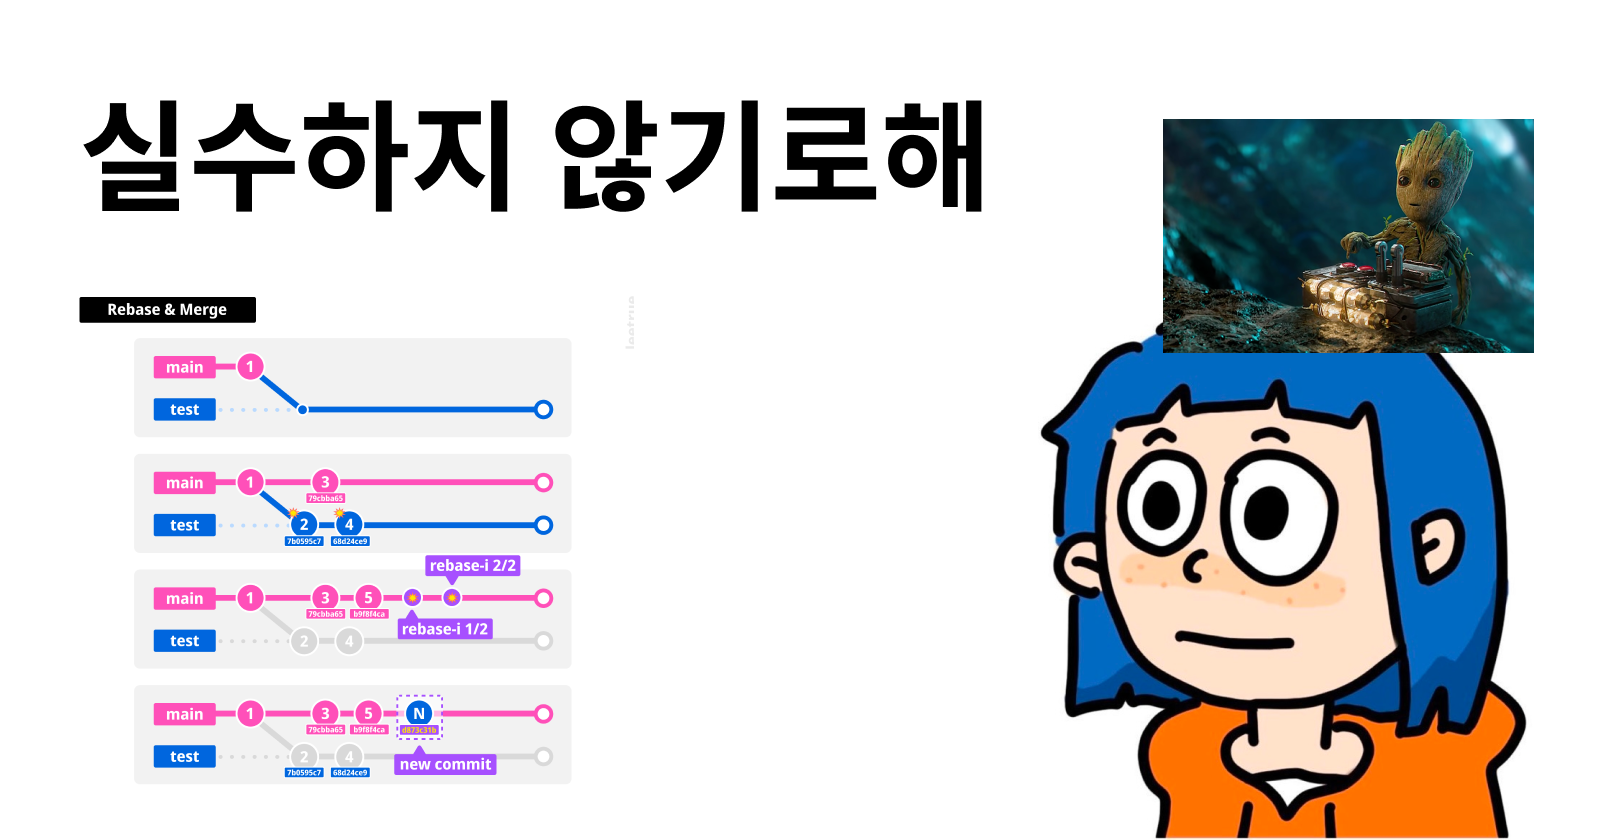 실수하지 않기로해
Rebase & Merge
main 1
test
main 1 3
79cbba65
test 2 4
7b0595c7 68d24ce9
rebase-i 2/2
main 1 3 5
79cbba65 b9f8f4ca
rebase-i 1/2
test 2 4
main 1 3 5 N
79cbba65 b9f8f4ca d873c31b
test 2 4
7b0595c7 68d24ce9
new commit